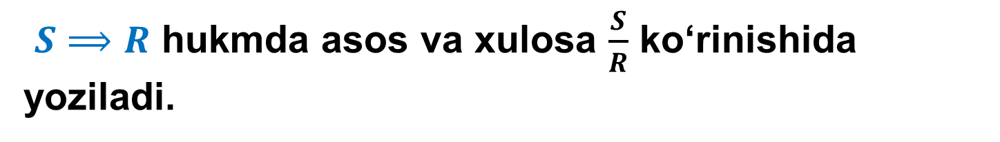 S ⟹ R hukmda asos va xulosa S/R ko‘rinishida
yoziladi.